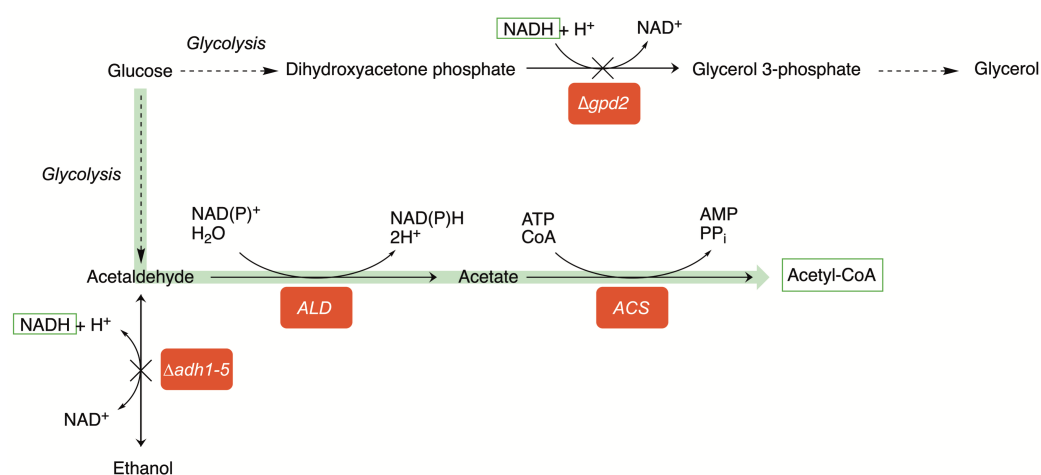 Glycolysis
NADH + H⁺
NAD⁺
Glucose
Dihydroxyacetone phosphate
Glycerol 3-phosphate
Glycerol
Δgpd2
Glycolysis
NAD(P)⁺
H₂O
NAD(P)H
2H⁺
ATP
CoA
AMP
PPᵢ
Acetaldehyde
Acetate
Acetyl-CoA
ALD
ACS
NADH + H⁺
Δadh1-5
NAD⁺
Ethanol